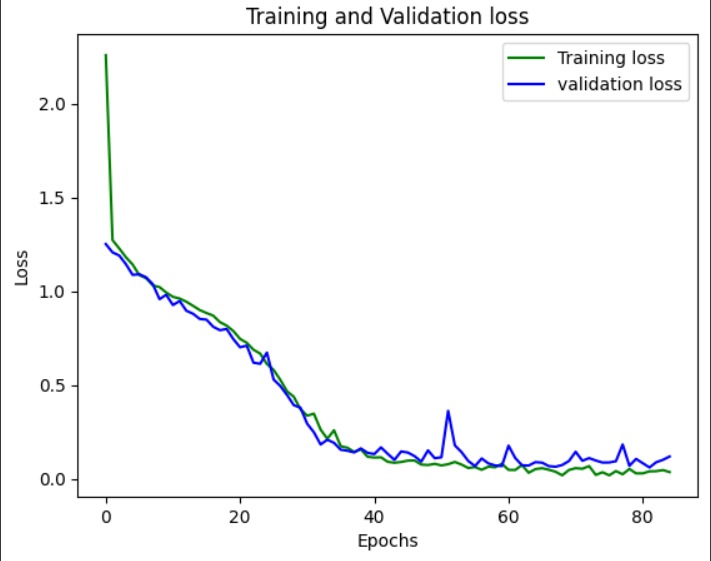 Training and Validation loss
Training loss
validation loss
2.0
1.5
1.0
0.5
0.0
Loss
0 20 40 60 80
Epochs